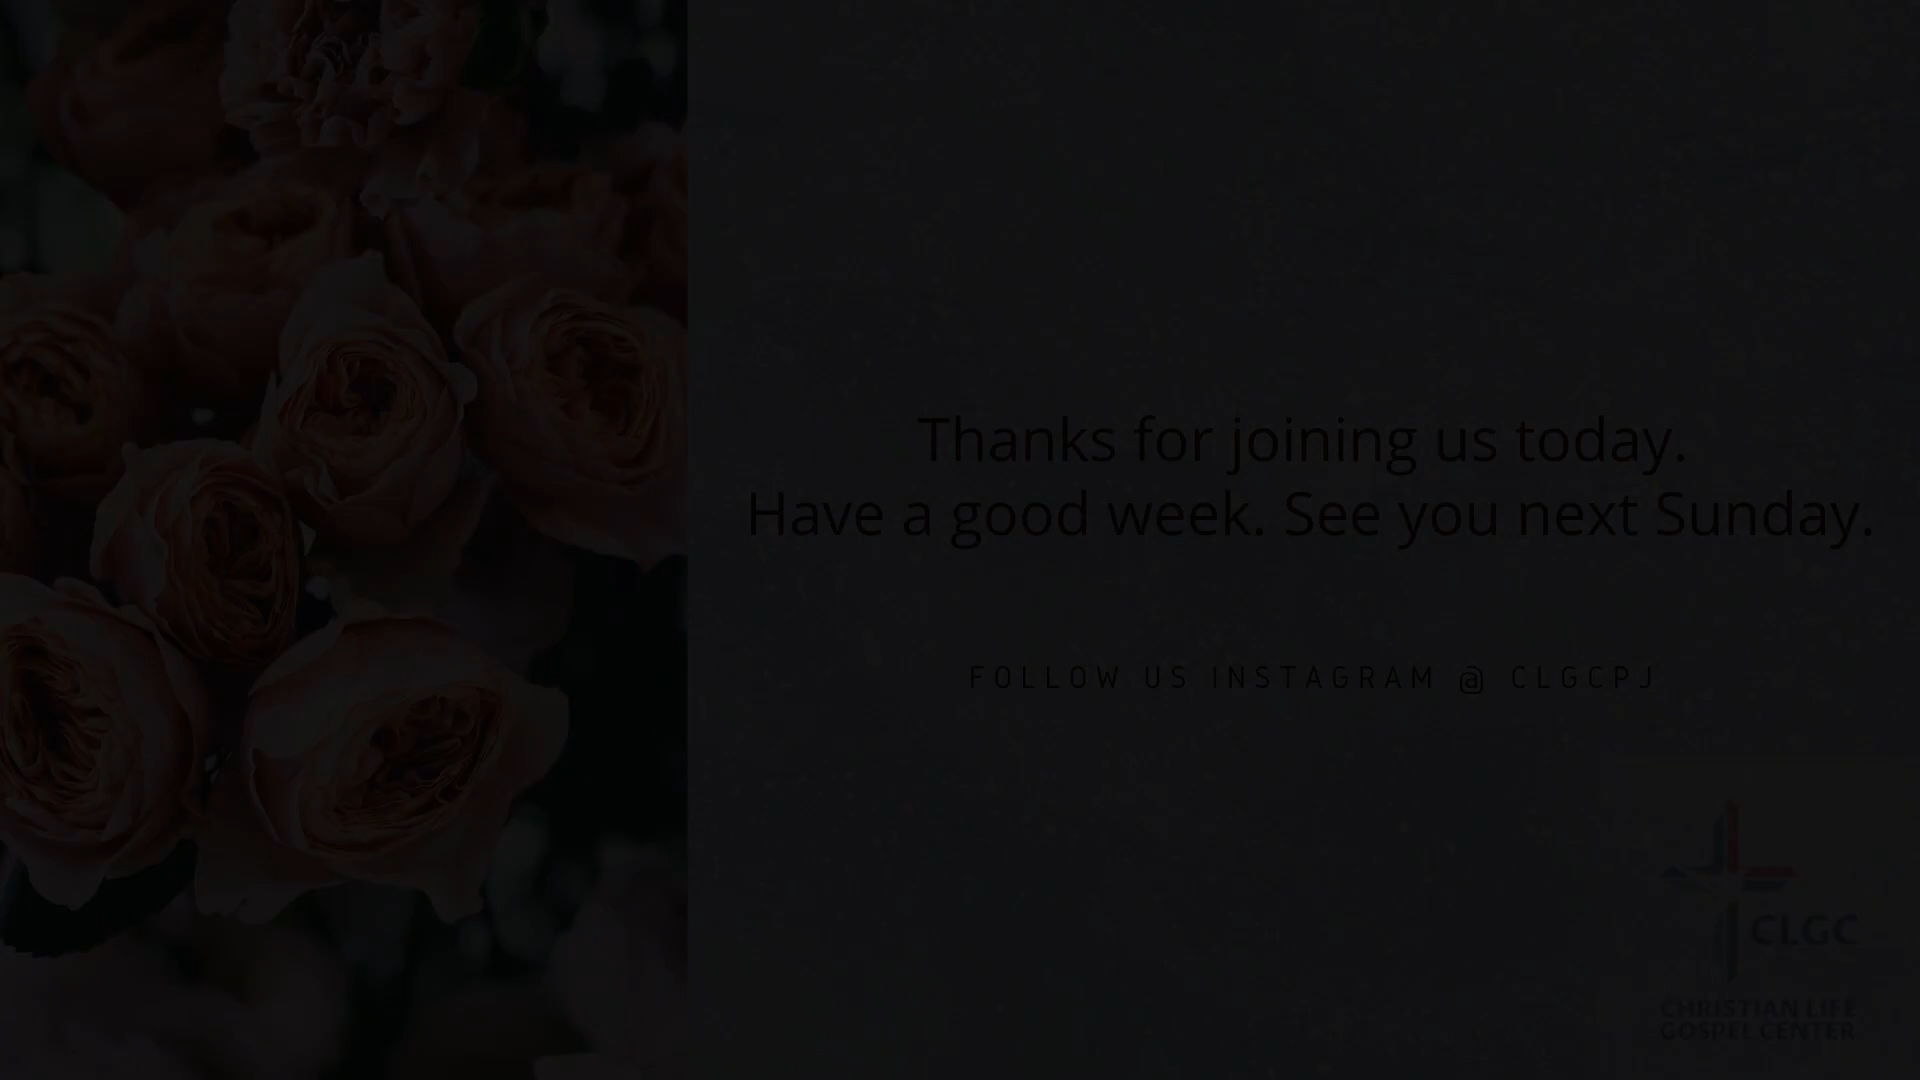 Thanks for joining us today.
Have a good week. See you next Sunday.
FOLLOW US INSTAGRAM @ CLGCPJ
CLGC
CHRISTIAN LIFE
GOSPEL CENTER